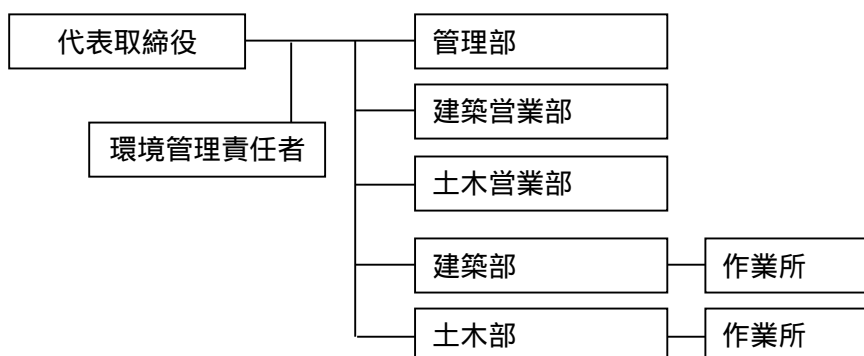 代表取締役
管理部
建築営業部
環境管理責任者
土木営業部
建築部
作業所
土木部
作業所